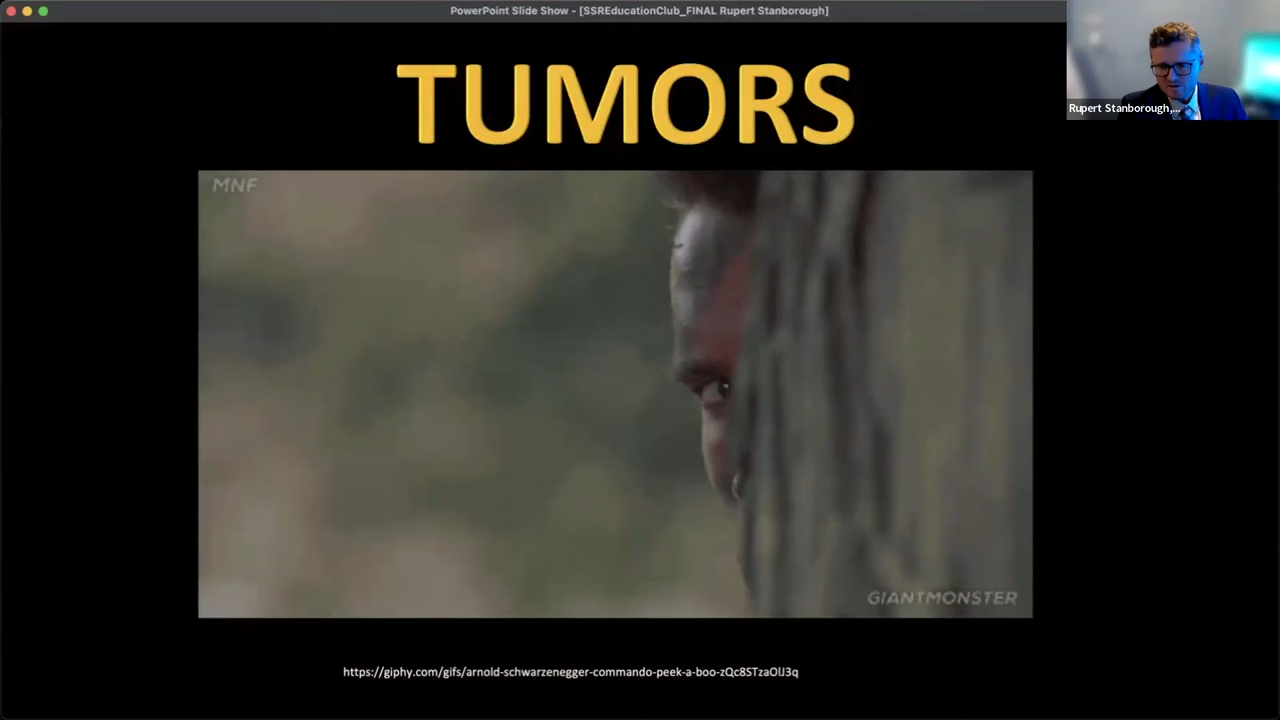 PowerPoint Slide Show - [SSREducationClub_FINAL Rupert Stanborough]
Rupert Stanborough,...
TUMORS
MNF
GIANTMONSTER
https://giphy.com/gifs/arnold-schwarzenegger-commando-peek-a-boo-zQc8STzaOlJ3q